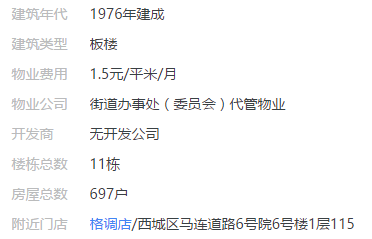 建筑年代 1976年建成
建筑类型 板楼
物业费用 1.5元/平米/月
物业公司 街道办事处（委员会）代管物业
开发商 无开发公司
楼栋总数 11栋
房屋总数 697户
附近门店 格调店/西城区马连道路6号院6号楼1层115